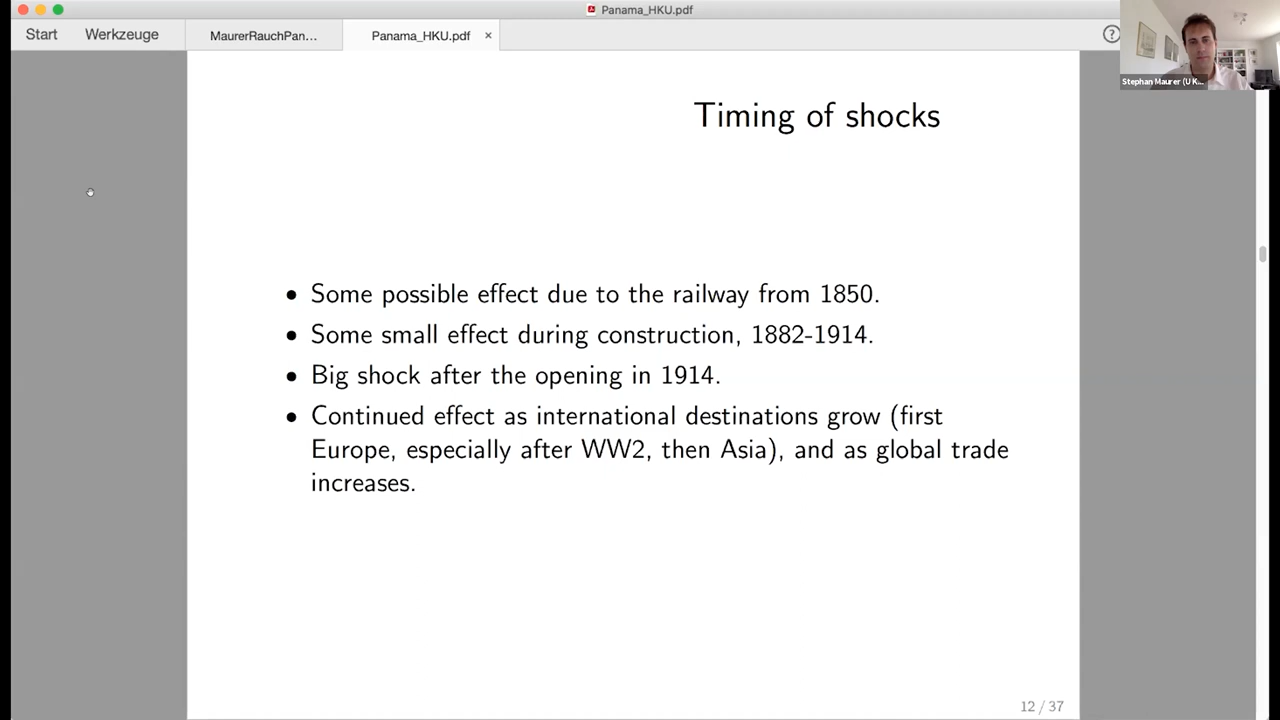 Panama_HKU.pdf
Start
Werkzeuge
MaurerRauchPan...
Panama_HKU.pdf
Stephan Maurer (U K...
Timing of shocks
• Some possible effect due to the railway from 1850.
• Some small effect during construction, 1882-1914.
• Big shock after the opening in 1914.
• Continued effect as international destinations grow (first
Europe, especially after WW2, then Asia), and as global trade
increases.
12 / 37